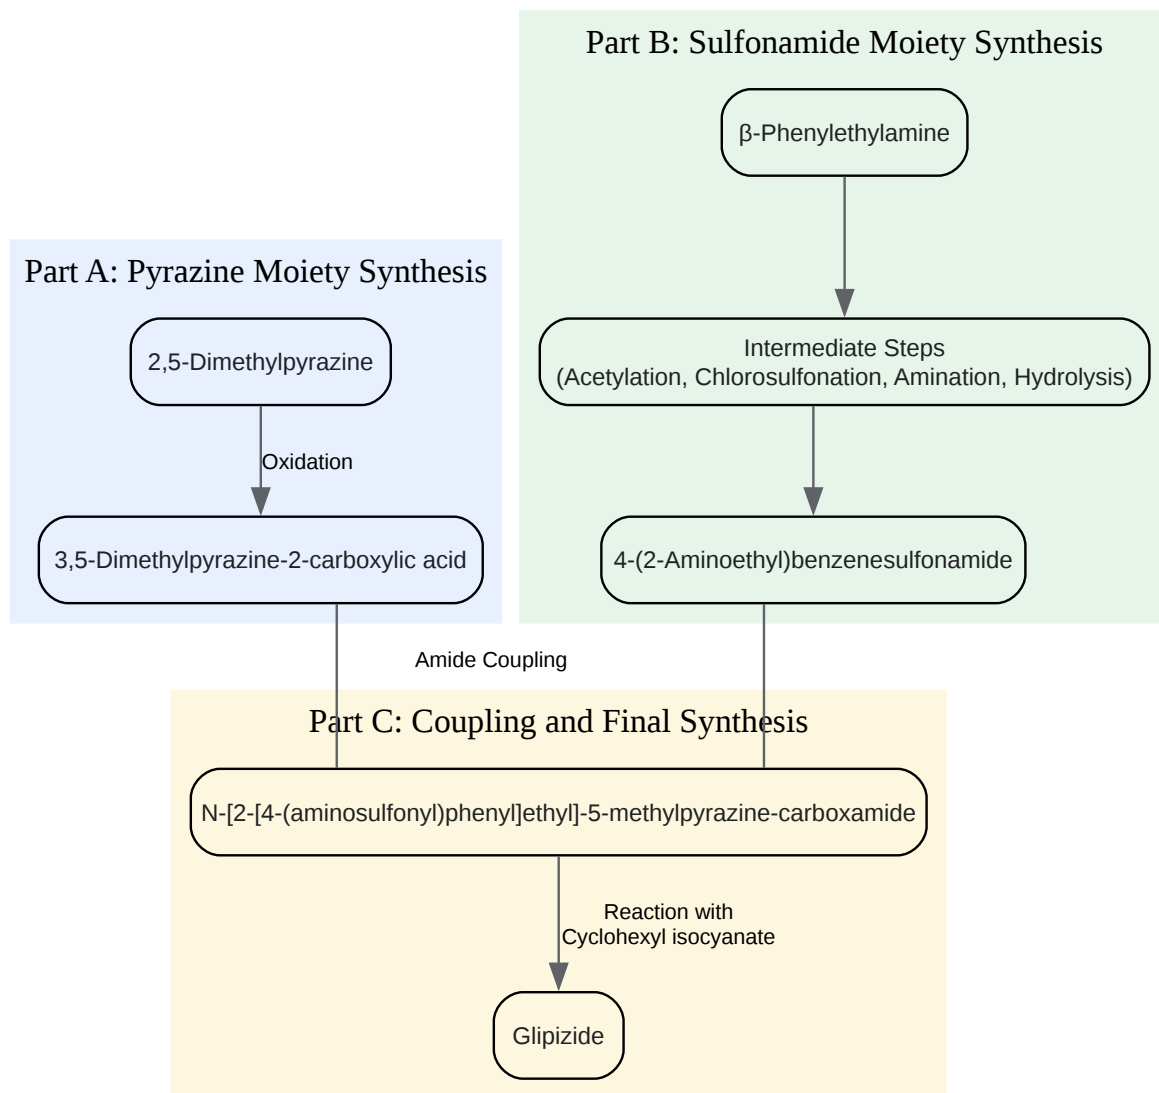 Part B: Sulfonamide Moiety Synthesis
β-Phenylethylamine
Part A: Pyrazine Moiety Synthesis
2,5-Dimethylpyrazine
Intermediate Steps
(Acetylation, Chlorosulfonation, Amination, Hydrolysis)
Oxidation
3,5-Dimethylpyrazine-2-carboxylic acid
4-(2-Aminoethyl)benzenesulfonamide
Amide Coupling
Part C: Coupling and Final Synthesis
N-[2-[4-(aminosulfonyl)phenyl]ethyl]-5-methylpyrazine-carboxamide
Reaction with
Cyclohexyl isocyanate
Glipizide